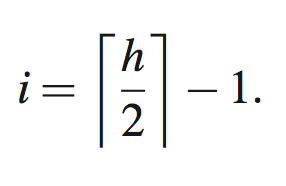 i = ⌈h/2⌉ − 1.